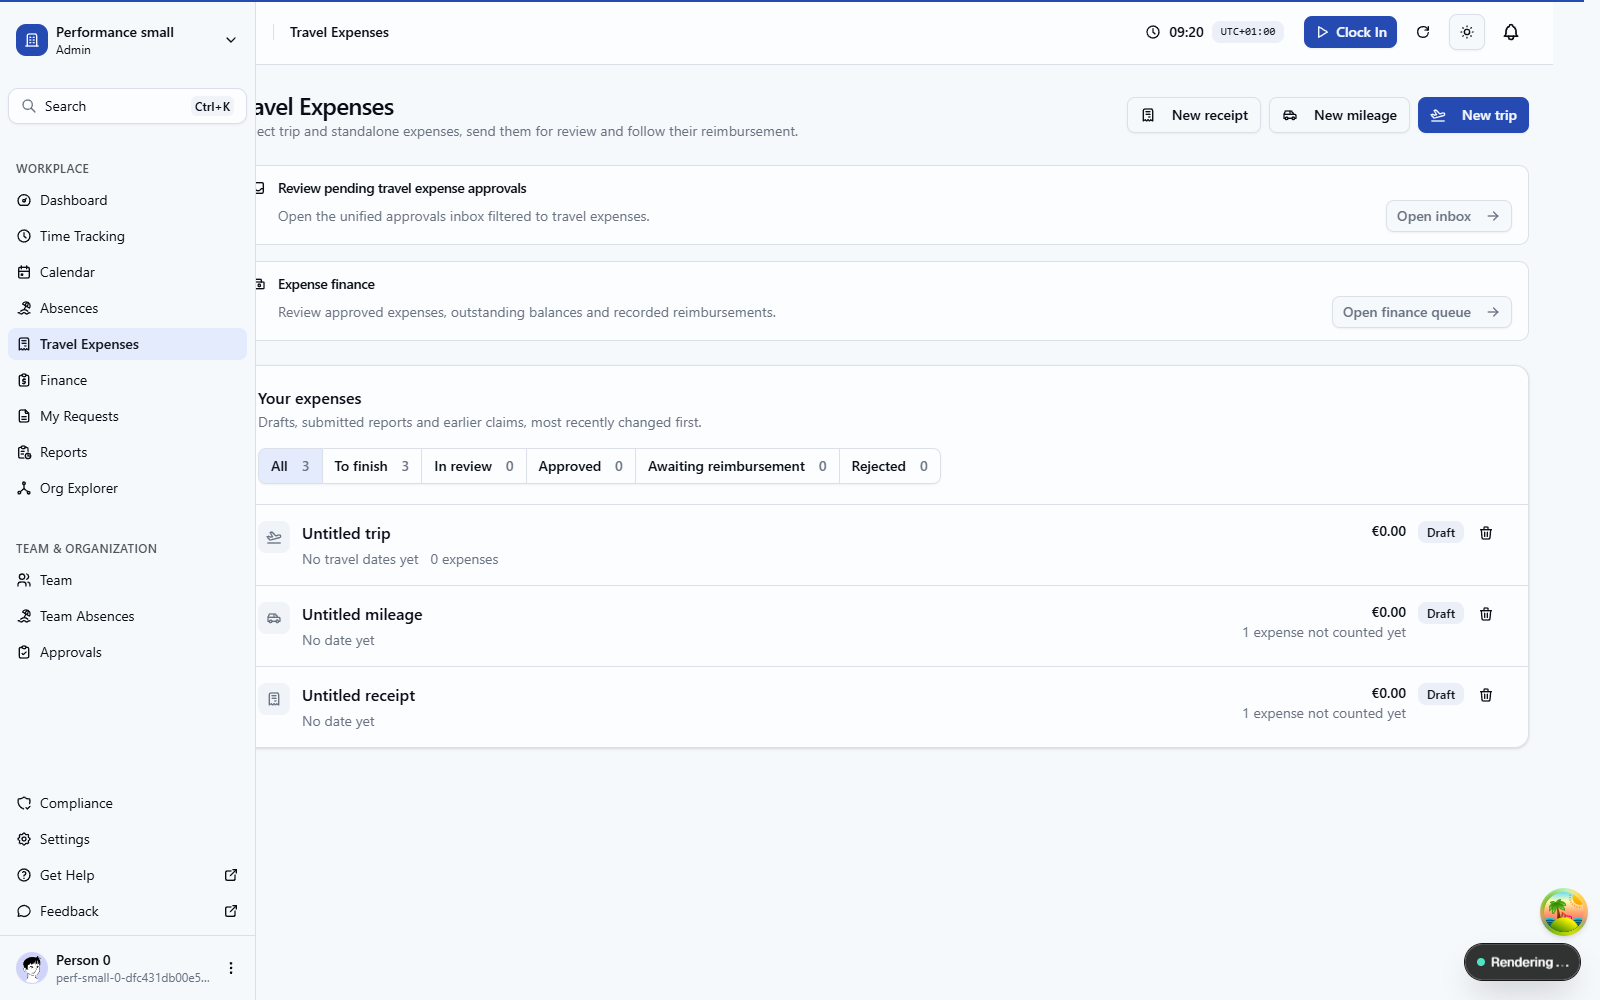 Performance small
Admin
Search
Ctrl+K
WORKPLACE
Dashboard
Time Tracking
Calendar
Absences
Travel Expenses
Finance
My Requests
Reports
Org Explorer
TEAM & ORGANIZATION
Team
Team Absences
Approvals
Compliance
Settings
Get Help
Feedback
Person 0
perf-small-0-dfc431db00e5...
Travel Expenses
09:20
UTC+01:00
Clock In
avel Expenses
ect trip and standalone expenses, send them for review and follow their reimbursement.
New receipt
New mileage
New trip
Review pending travel expense approvals
Open the unified approvals inbox filtered to travel expenses.
Open inbox
Expense finance
Review approved expenses, outstanding balances and recorded reimbursements.
Open finance queue
Your expenses
Drafts, submitted reports and earlier claims, most recently changed first.
All 3
To finish 3
In review 0
Approved 0
Awaiting reimbursement 0
Rejected 0
Untitled trip
No travel dates yet 0 expenses
€0.00
Draft
Untitled mileage
No date yet
€0.00
1 expense not counted yet
Draft
Untitled receipt
No date yet
€0.00
1 expense not counted yet
Draft
Rendering...